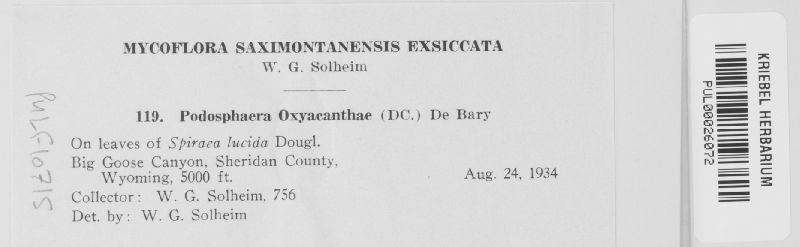 MYCOFLORA SAXIMONTANENSIS EXSICCATA
W. G. Solheim
119. Podosphaera Oxyacanthae (DC.) De Bary
On leaves of Spiraea lucida Dougl.
Big Goose Canyon, Sheridan County,
Wyoming, 5000 ft. Aug. 24, 1934
Collector: W. G. Solheim, 756
Det. by: W. G. Solheim
PULF10715
KRIEBEL HERBARIUM
PUL00026072